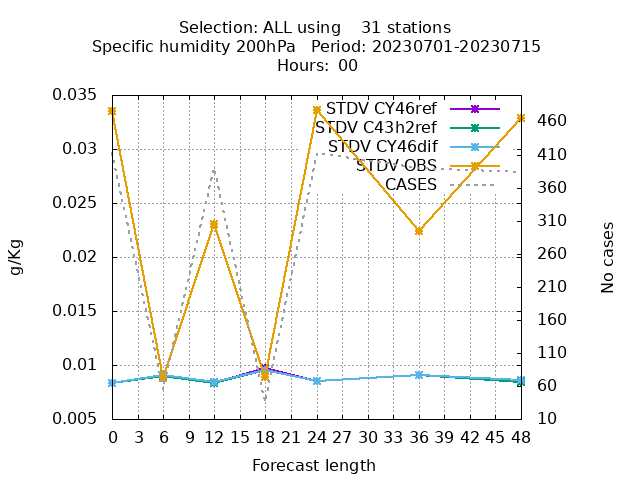 Selection: ALL using    31 stations
Specific humidity 200hPa   Period: 20230701-20230715
Hours: 00
0.035
0.03
0.025
0.02
0.015
0.01
0.005
g/Kg
STDV CY46ref
STDV C43h2ref
STDV CY46dif
STDV OBS
CASES
460
410
360
310
260
210
160
110
60
10
No cases
0 3 6 9 12 15 18 21 24 27 30 33 36 39 42 45 48
Forecast length